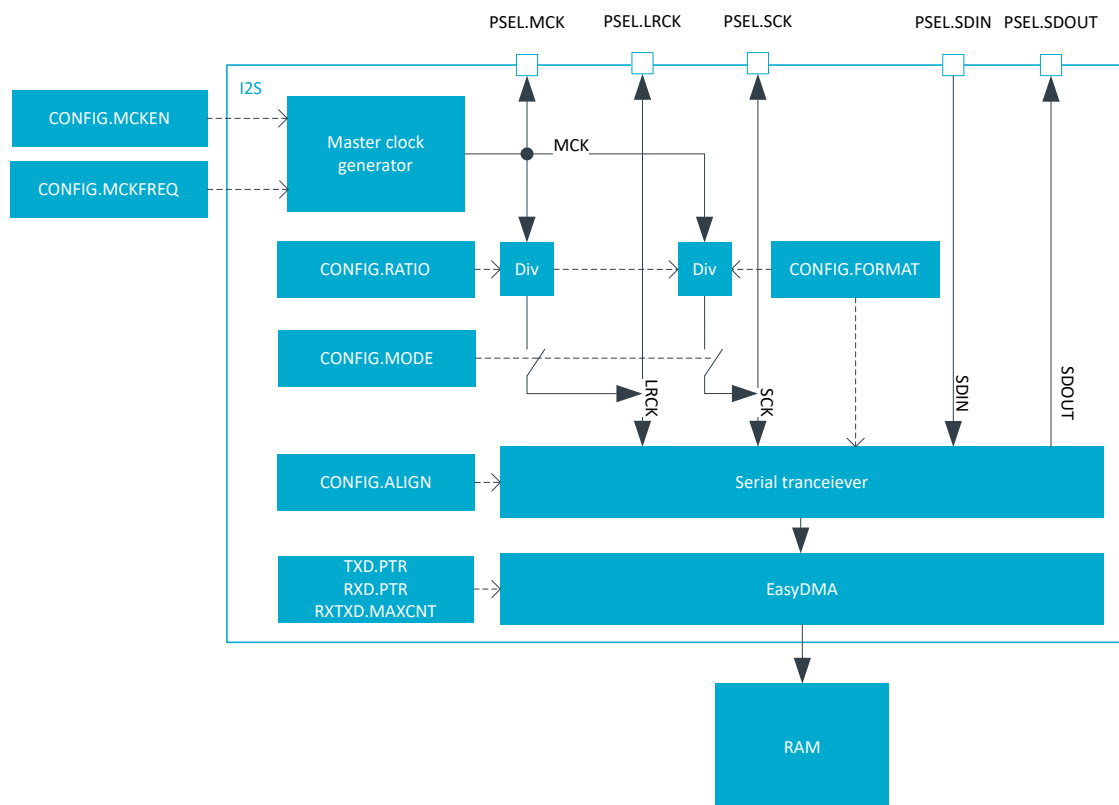 PSEL.MCK
PSEL.LRCK
PSEL.SCK
PSEL.SDIN
PSEL.SDOUT
I2S
CONFIG.MCKEN
Master clock
generator
MCK
CONFIG.MCKFREQ
CONFIG.RATIO
Div
Div
CONFIG.FORMAT
CONFIG.MODE
LRCK
SCK
SDIN
SDOUT
CONFIG.ALIGN
Serial tranceiever
TXD.PTR
RXD.PTR
RXTXD.MAXCNT
EasyDMA
RAM